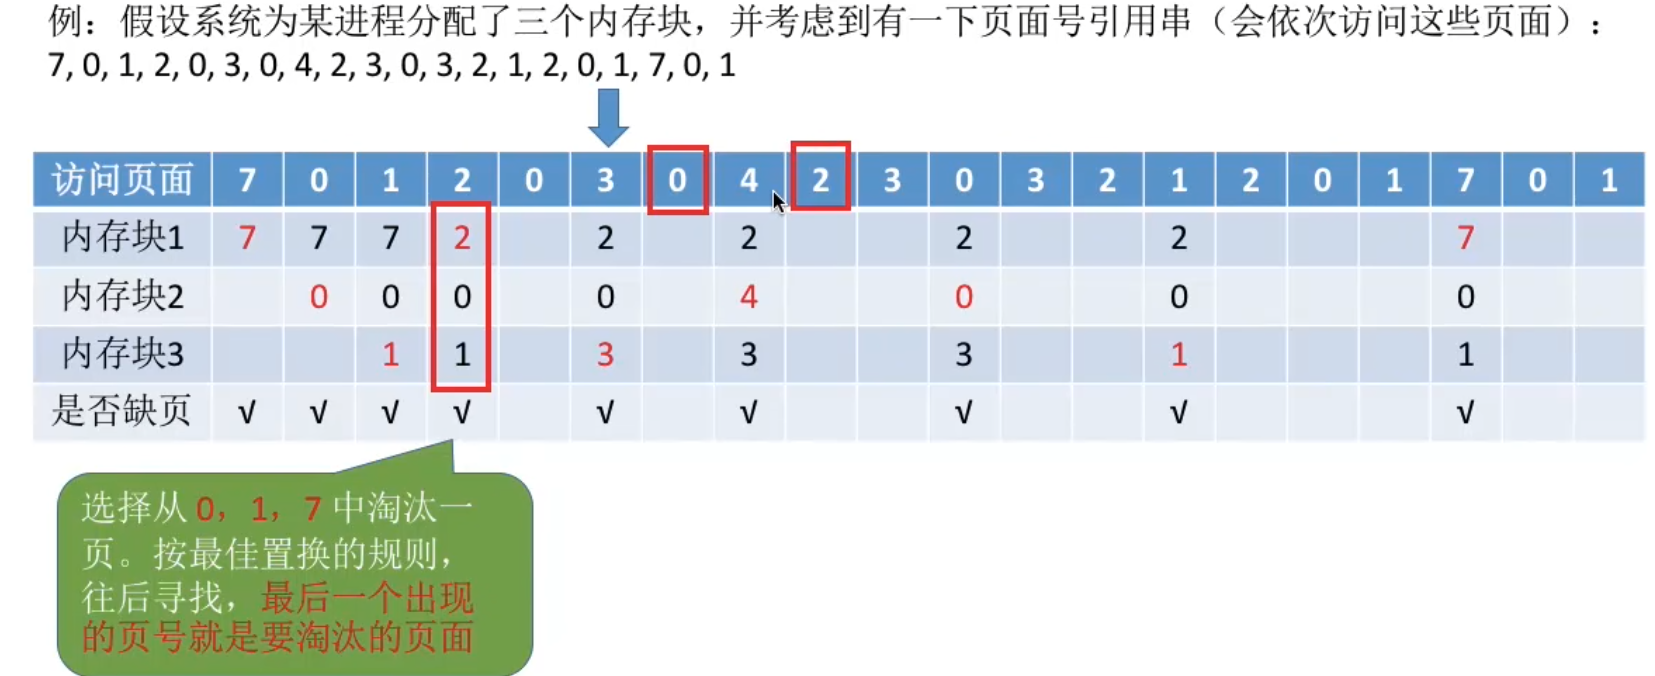 例：假设系统为某进程分配了三个内存块，并考虑到有一下页面号引用串（会依次访问这些页面）：
7, 0, 1, 2, 0, 3, 0, 4, 2, 3, 0, 3, 2, 1, 2, 0, 1, 7, 0, 1
访问页面 7 0 1 2 0 3 0 4 2 3 0 3 2 1 2 0 1 7 0 1
内存块1 7 7 7 2 2 2 2 2 7
内存块2 0 0 0 0 4 0 0 0
内存块3 1 1 3 3 3 1 1
是否缺页 √ √ √ √ √ √ √ √ √
选择从 0，1，7 中淘汰一
页。按最佳置换的规则，
往后寻找，最后一个出现
的页号就是要淘汰的页面